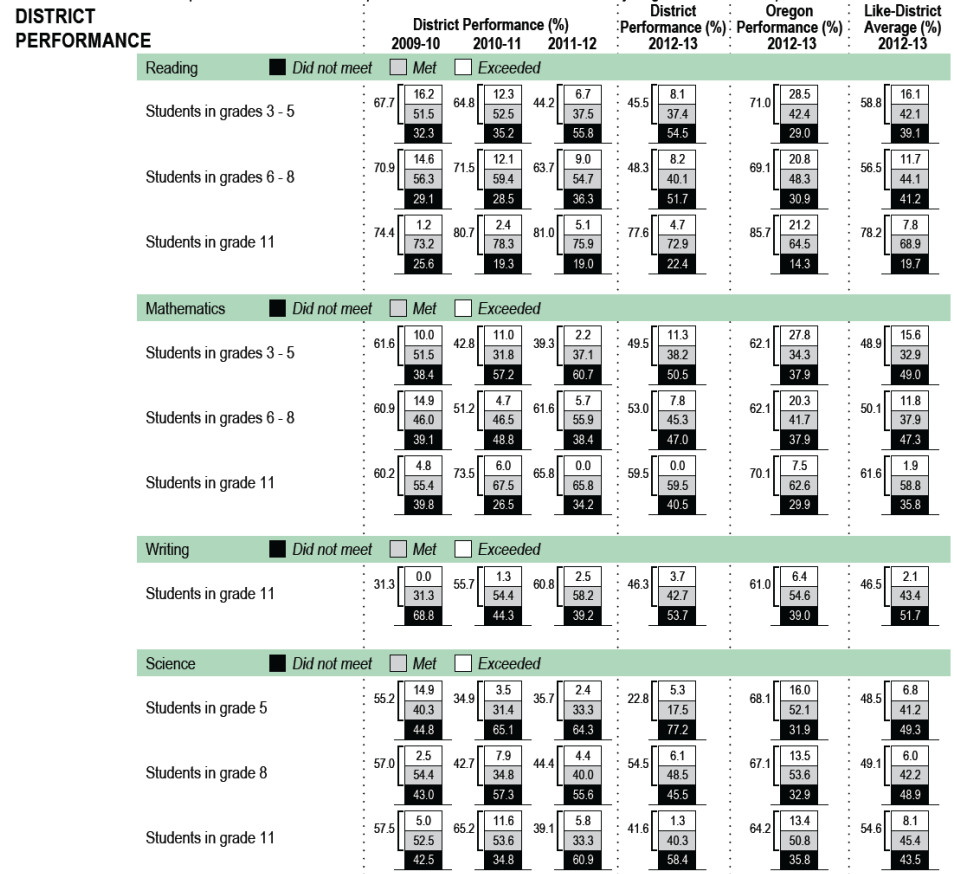 DISTRICT
PERFORMANCE
District Performance (%)
2009-10 2010-11 2011-12
District
Performance (%)
2012-13
Oregon
Performance (%)
2012-13
Like-District
Average (%)
2012-13
Reading Did not meet Met Exceeded
Students in grades 3 - 5
67.7 16.2 51.5 32.3
64.8 12.3 52.5 35.2
44.2 6.7 37.5 55.8
45.5 8.1 37.4 54.5
71.0 28.5 42.4 29.0
58.8 16.1 42.1 39.1
Students in grades 6 - 8
70.9 14.6 56.3 29.1
71.5 12.1 59.4 28.5
63.7 9.0 54.7 36.3
48.3 8.2 40.1 51.7
69.1 20.8 48.3 30.9
56.5 11.7 44.1 41.2
Students in grade 11
74.4 1.2 73.2 25.6
80.7 2.4 78.3 19.3
81.0 5.1 75.9 19.0
77.6 4.7 72.9 22.4
85.7 21.2 64.5 14.3
78.2 7.8 68.9 19.7
Mathematics Did not meet Met Exceeded
Students in grades 3 - 5
61.6 10.0 51.5 38.4
42.8 11.0 31.8 57.2
39.3 2.2 37.1 60.7
49.5 11.3 38.2 50.5
62.1 27.8 34.3 37.9
48.9 15.6 32.9 49.0
Students in grades 6 - 8
60.9 14.9 46.0 39.1
51.2 4.7 46.5 48.8
61.6 5.7 55.9 38.4
53.0 7.8 45.3 47.0
62.1 20.3 41.7 37.9
50.1 11.8 37.9 47.3
Students in grade 11
60.2 4.8 55.4 39.8
73.5 6.0 67.5 26.5
65.8 0.0 65.8 34.2
59.5 0.0 59.5 40.5
70.1 7.5 62.6 29.9
61.6 1.9 58.8 35.8
Writing Did not meet Met Exceeded
Students in grade 11
31.3 0.0 31.3 68.8
55.7 1.3 54.4 44.3
60.8 2.5 58.2 39.2
46.3 3.7 42.7 53.7
61.0 6.4 54.6 39.0
46.5 2.1 43.4 51.7
Science Did not meet Met Exceeded
Students in grade 5
55.2 14.9 40.3 44.8
34.9 3.5 31.4 65.1
35.7 2.4 33.3 64.3
22.8 5.3 17.5 77.2
68.1 16.0 52.1 31.9
48.5 6.8 41.2 49.3
Students in grade 8
57.0 2.5 54.4 43.0
42.7 7.9 34.8 57.3
44.4 4.4 40.0 55.6
54.5 6.1 48.5 45.5
67.1 13.5 53.6 32.9
49.1 6.0 42.2 48.9
Students in grade 11
57.5 5.0 52.5 42.5
65.2 11.6 53.6 34.8
39.1 5.8 33.3 60.9
41.6 1.3 40.3 58.4
64.2 13.4 50.8 35.8
54.6 8.1 45.4 43.5